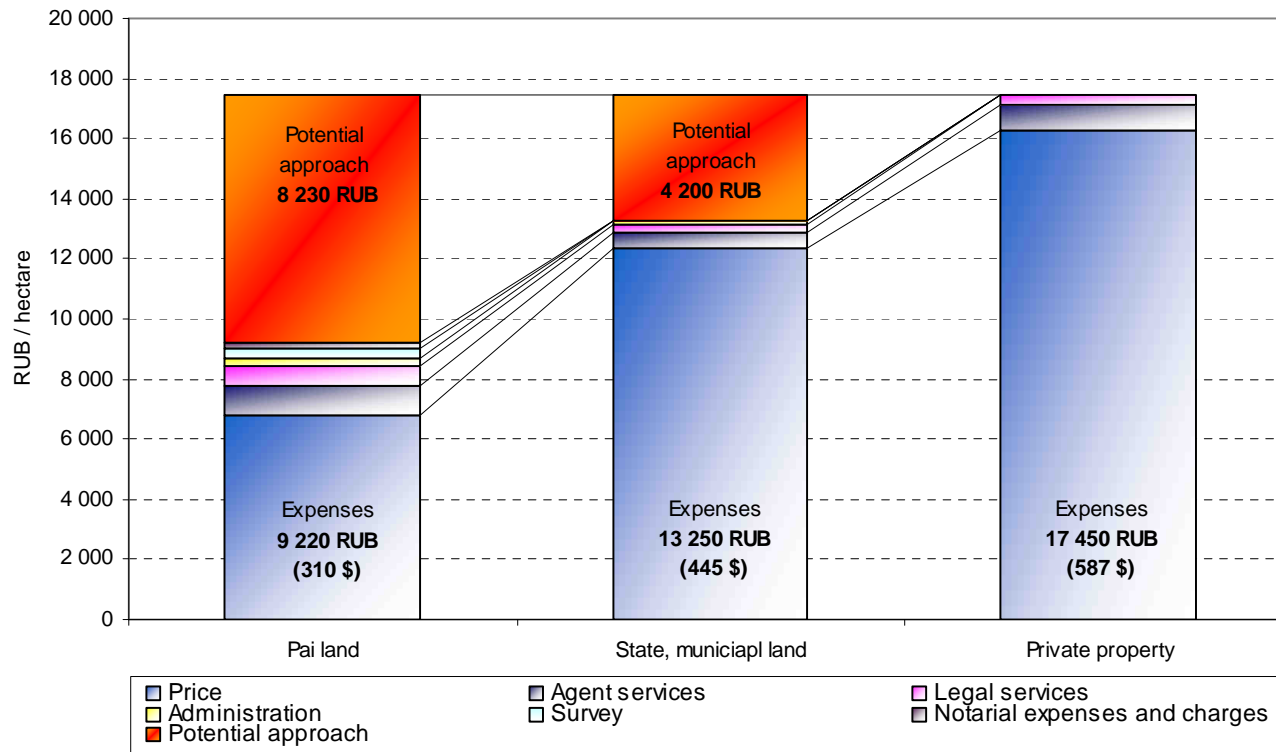 20 000
18 000
16 000
14 000
12 000
10 000
8 000
6 000
4 000
2 000
0
RUB / hectare
Potential
approach
8 230 RUB
Expenses
9 220 RUB
(310 $)
Potential
approach
4 200 RUB
Expenses
13 250 RUB
(445 $)
Expenses
17 450 RUB
(587 $)
Pai land
State, municiapl land
Private property
Price
Agent services
Legal services
Administration
Survey
Notarial expenses and charges
Potential approach